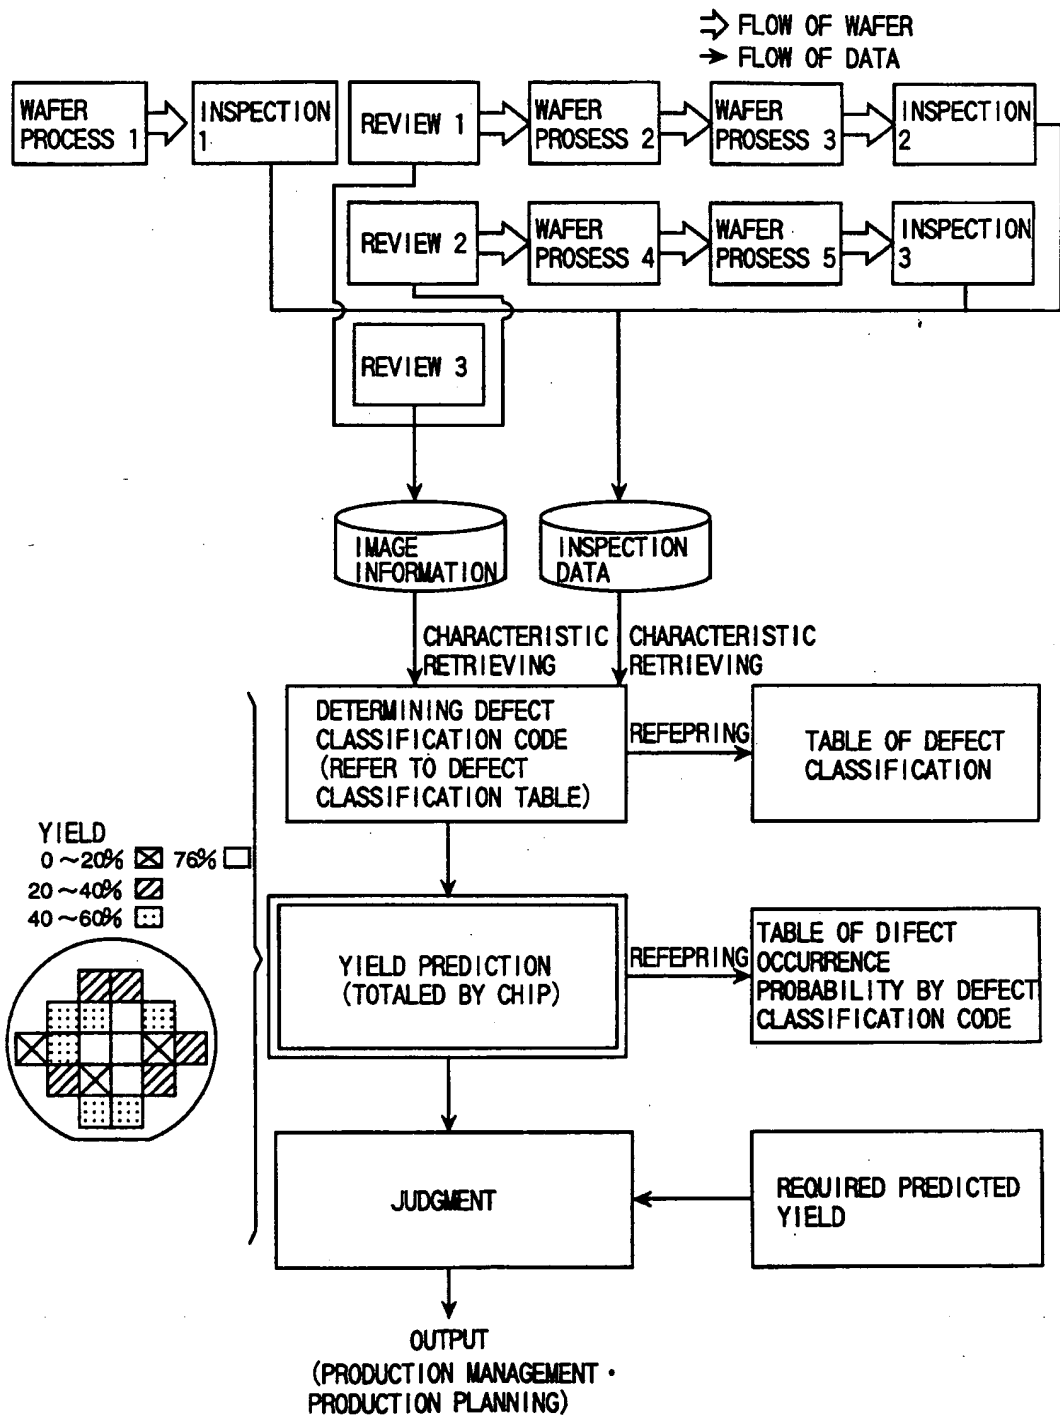 FLOW OF WAFER
FLOW OF DATA
WAFER
PROCESS 1
INSPECTION
1
REVIEW 1
WAFER
PROSESS 2
WAFER
PROSESS 3
INSPECTION
2
REVIEW 2
WAFER
PROSESS 4
WAFER
PROSESS 5
INSPECTION
3
REVIEW 3
IMAGE
INFORMATION
INSPECTION
DATA
CHARACTERISTIC
RETRIEVING
CHARACTERISTIC
RETRIEVING
DETERMINING DEFECT
CLASSIFICATION CODE
(REFER TO DEFECT
CLASSIFICATION TABLE)
REFEPRING
TABLE OF DEFECT
CLASSIFICATION
YIELD
0～20% 76%
20～40%
40～60%
YIELD PREDICTION
(TOTALED BY CHIP)
REFEPRING
TABLE OF DIFECT
OCCURRENCE
PROBABILITY BY DEFECT
CLASSIFICATION CODE
JUDGMENT
REQUIRED PREDICTED
YIELD
OUTPUT
(PRODUCTION MANAGEMENT・
PRODUCTION PLANNING)